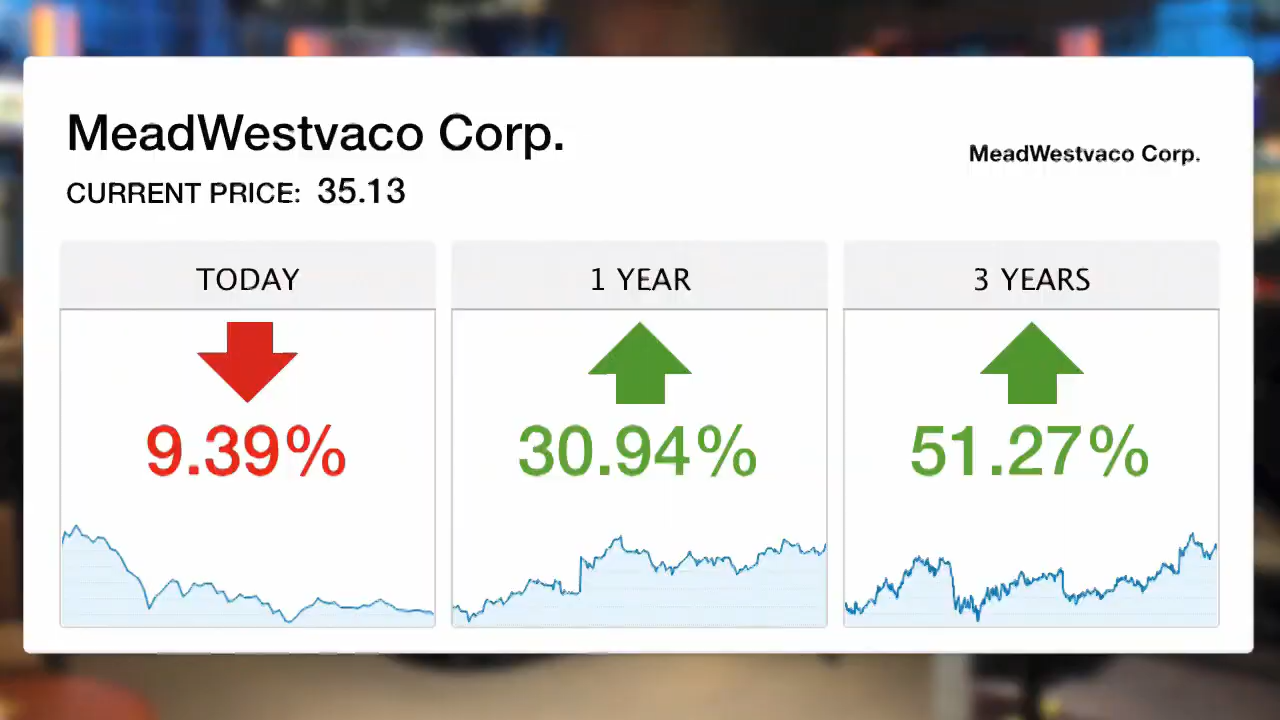 MeadWestvaco Corp.
MeadWestvaco Corp.
CURRENT PRICE: 35.13
TODAY
1 YEAR
3 YEARS
9.39%
30.94%
51.27%